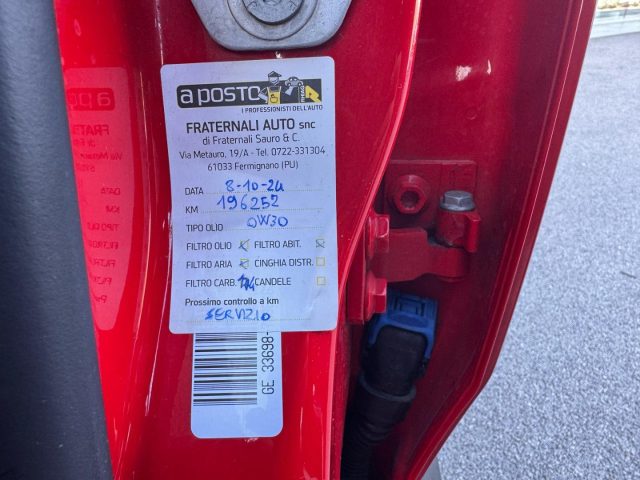 a posto
I PROFESSIONISTI DELL'AUTO
FRATERNALI AUTO snc
di Fraternali Sauro & C.
Via Metauro, 19/A - Tel. 0722-331304
61033 Fermignano (PU)
DATA 8-10-24
KM 196252
TIPO OLIO 0W30
FILTRO OLIO FILTRO ABIT.
FILTRO ARIA CINGHIA DISTR.
FILTRO CARB. CANDELE
Prossimo controllo a km
SERVIZIO
GE 33698-